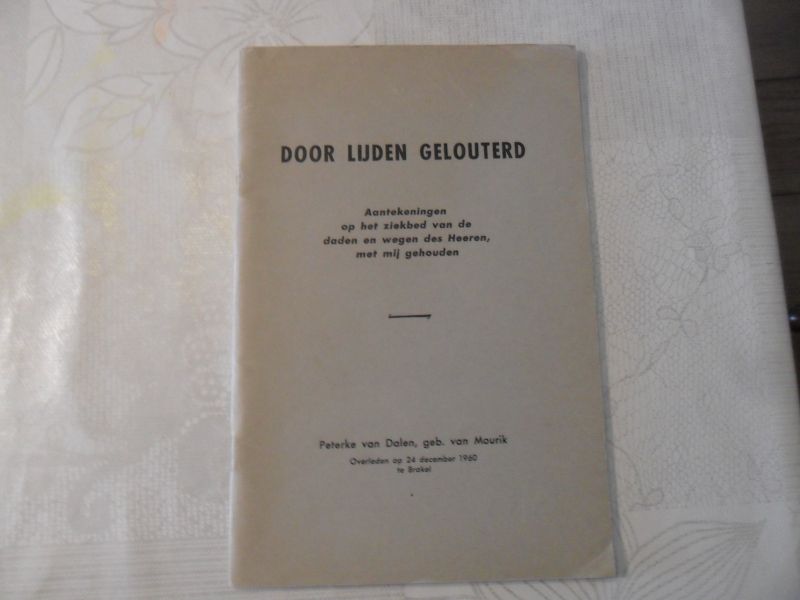 DOOR LIJDEN GELOUTERD
Aantekeningen
op het ziekbed van de
daden en wegen des Heeren,
met mij gehouden
Peterke van Dalen, geb. van Mourik
Overleden op 24 december 1960
te Brakel